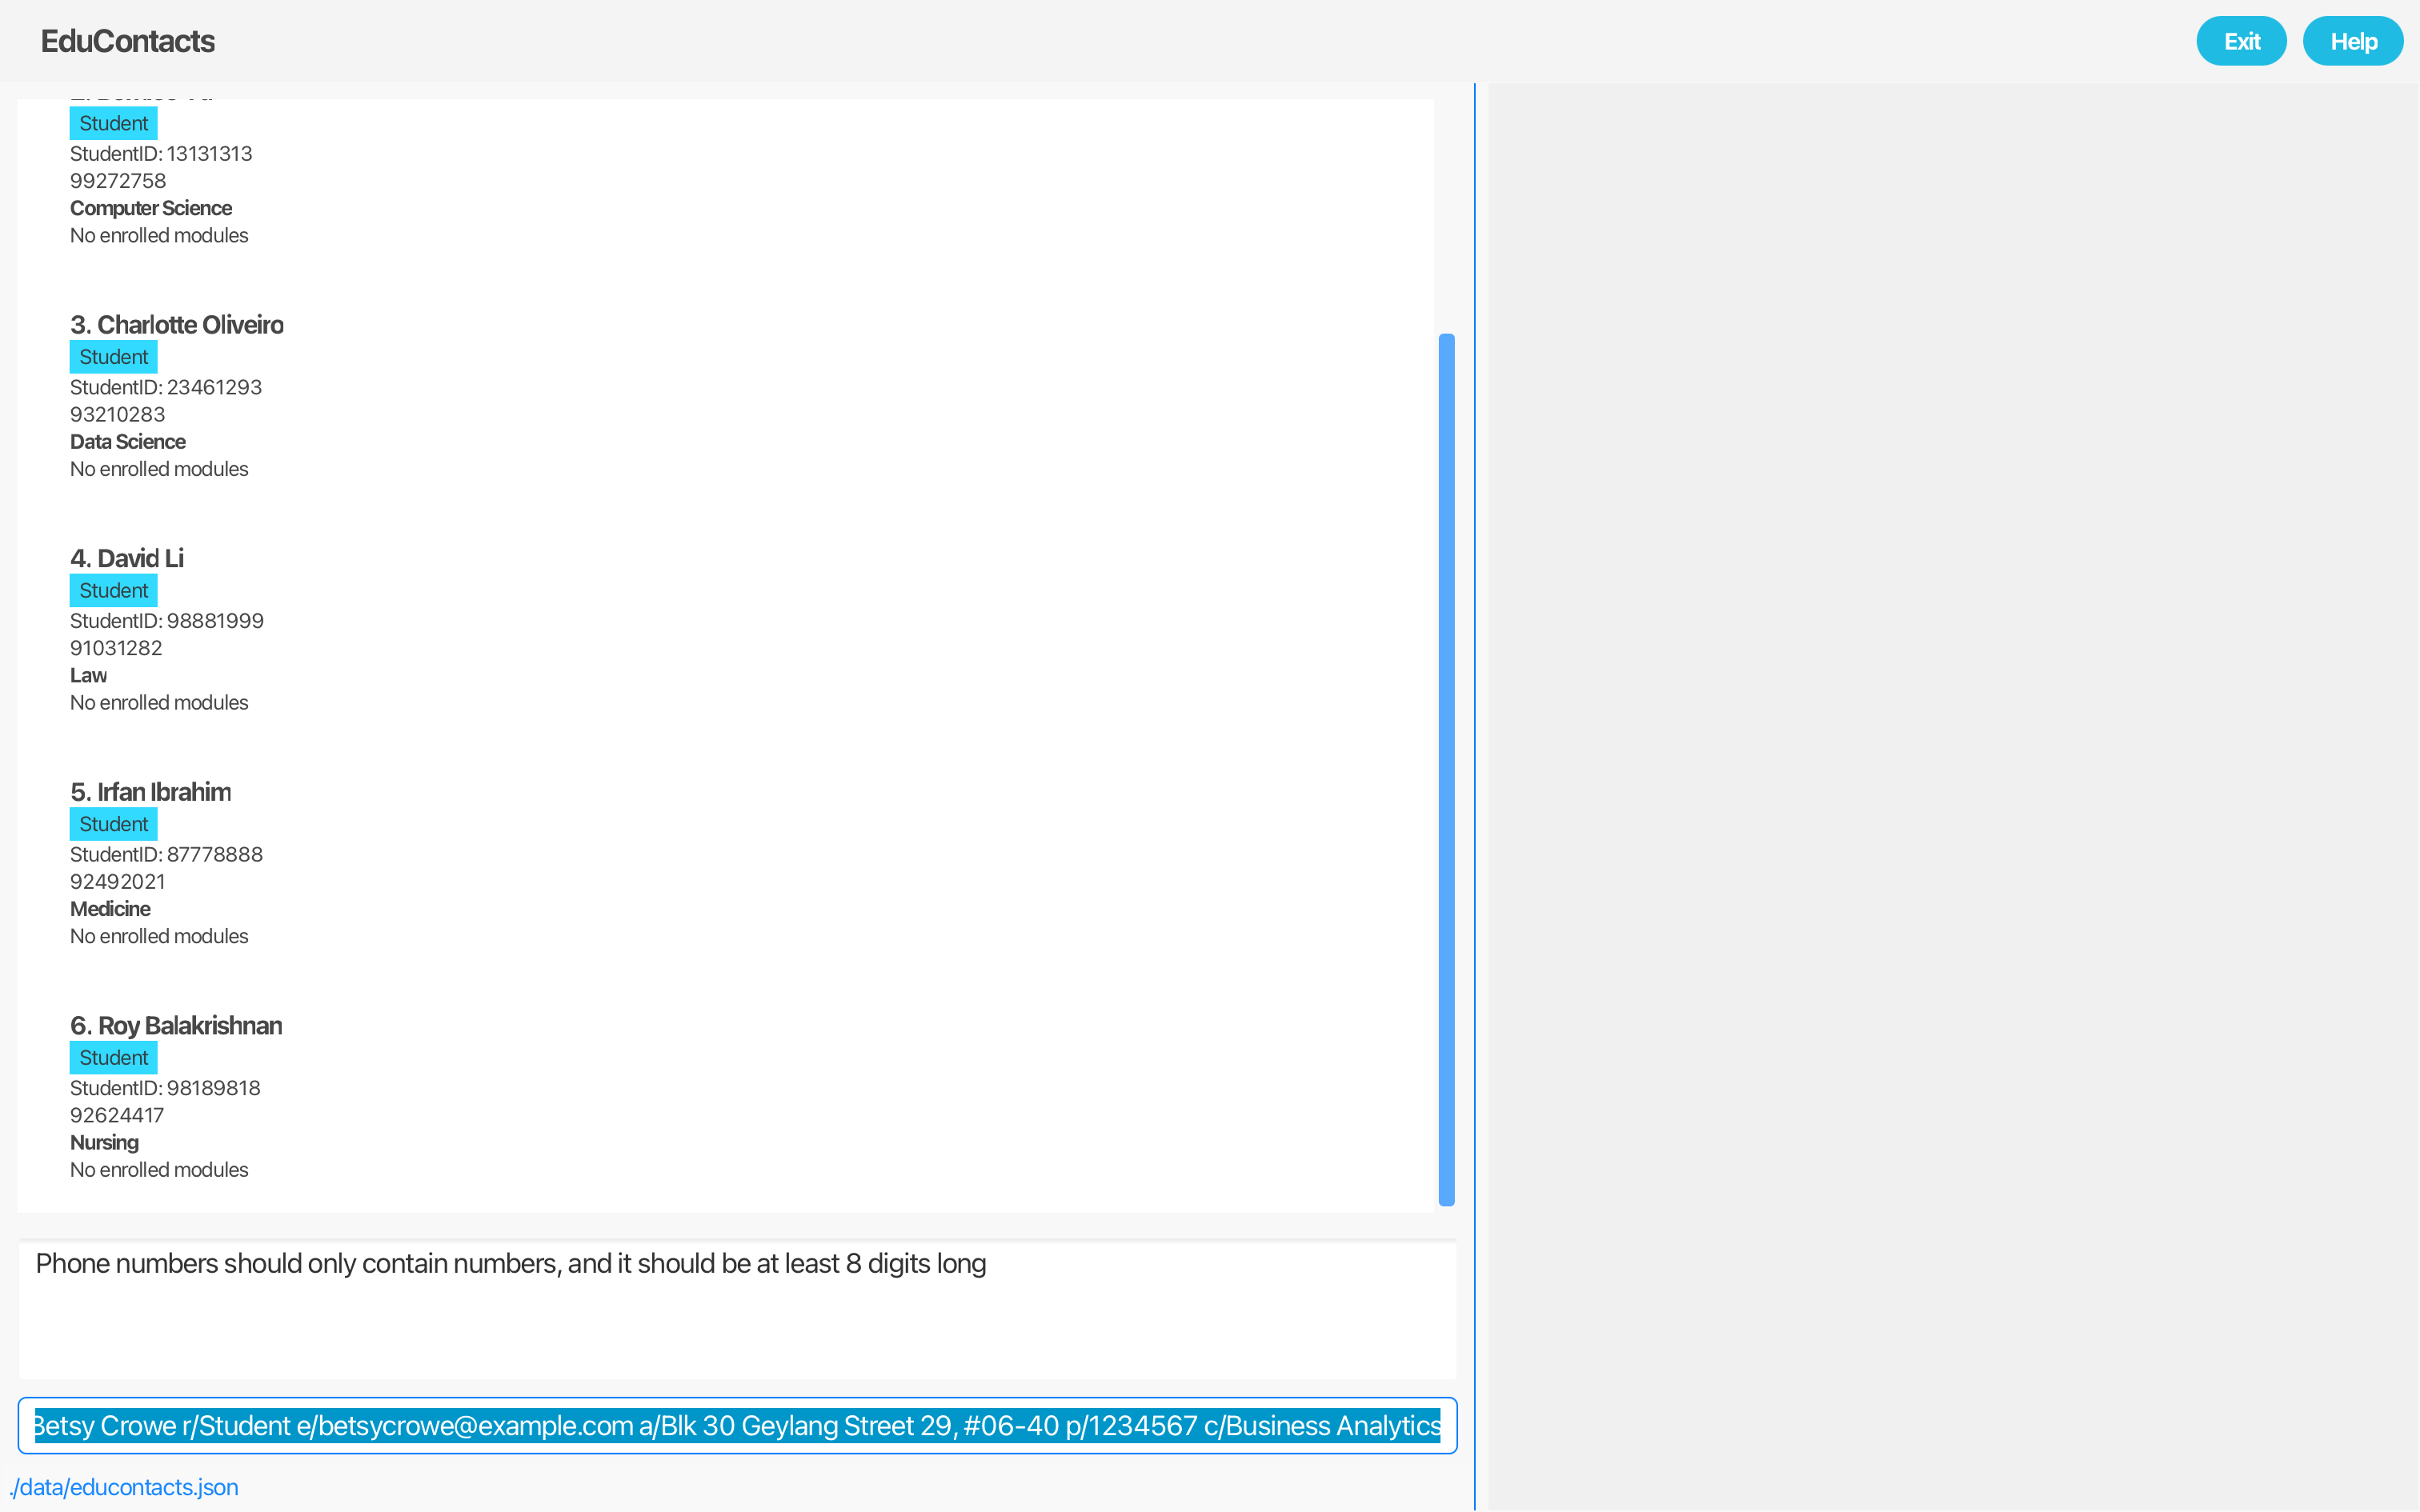 EduContacts
Exit
Help
Student
StudentID: 13131313
99272758
Computer Science
No enrolled modules
3. Charlotte Oliveiro
Student
StudentID: 23461293
93210283
Data Science
No enrolled modules
4. David Li
Student
StudentID: 98881999
91031282
Law
No enrolled modules
5. Irfan Ibrahim
Student
StudentID: 87778888
92492021
Medicine
No enrolled modules
6. Roy Balakrishnan
Student
StudentID: 98189818
92624417
Nursing
No enrolled modules
Phone numbers should only contain numbers, and it should be at least 8 digits long
Betsy Crowe r/Student e/betsycrowe@example.com a/Blk 30 Geylang Street 29, #06-40 p/1234567 c/Business Analytics
./data/educontacts.json